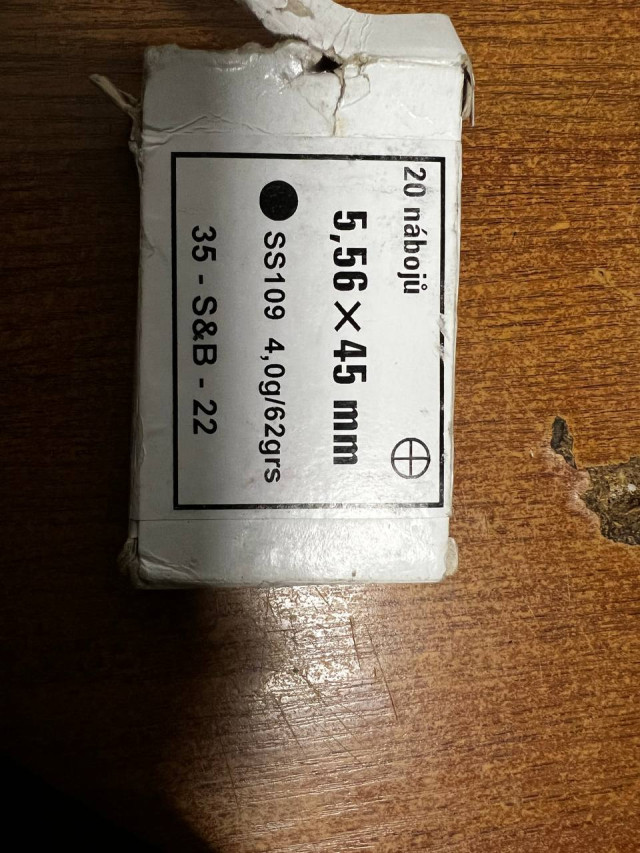 20 nábojů
5,56×45 mm
SS109 4,0g/62grs
35 - S&B - 22